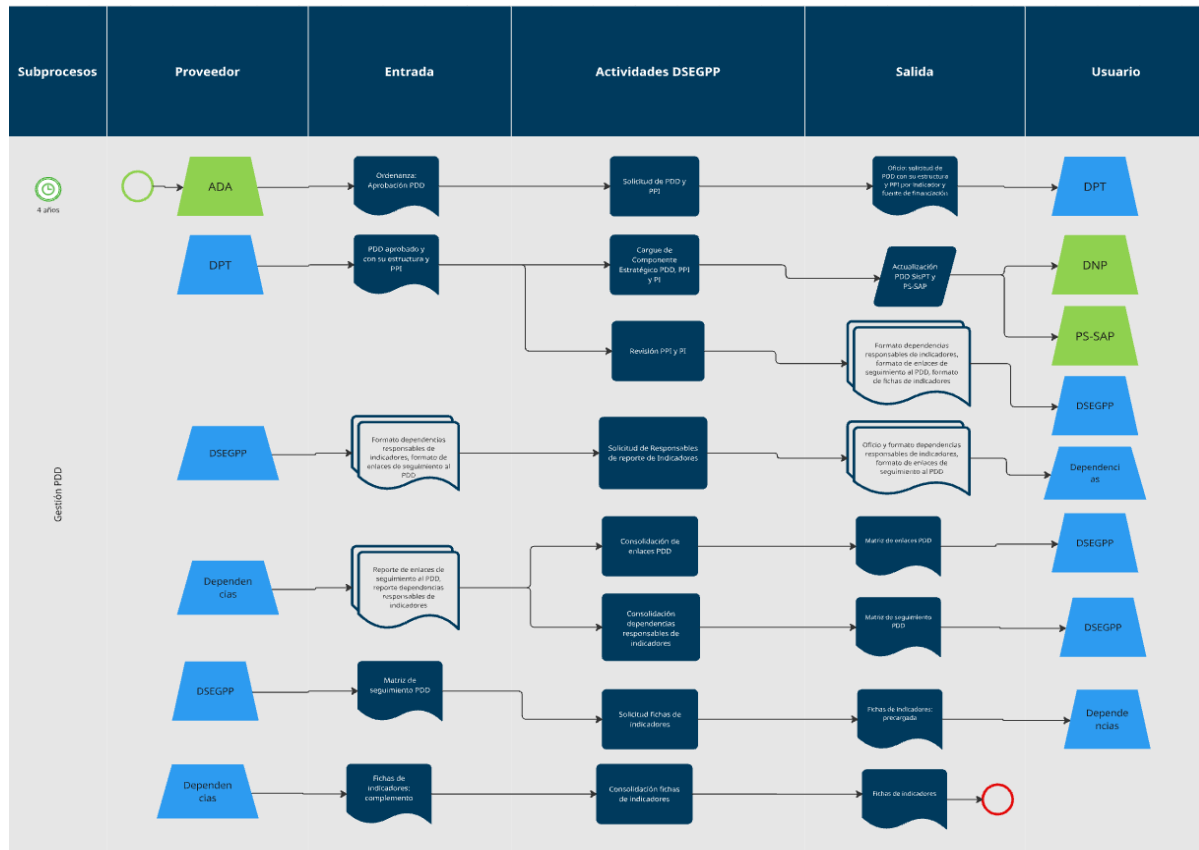 Subprocesos
Proveedor
Entrada
Actividades DSEGPP
Salida
Usuario
4 años
Gestión PDD
ADA
Ordenanza:
Aprobación PDD
Solicitud de PDD y
PPI
Oficio: solicitud de
PDD con su estructura
y PPI por indicador y
fuente de financiación
DPT
DPT
PDD aprobado y
con su estructura y
PPI
Cargue de
Componente
Estratégico PDD, PPI
y PI
Actualización
PDD SisPT y
PS-SAP
DNP
PS-SAP
Revisión PPI y PI
Formato dependencias
responsables de indicadores,
formato de enlaces de
seguimiento al PDD, formato
de fichas de indicadores
DSEGPP
DSEGPP
Formato dependencias
responsables de
indicadores, formato de
enlaces de seguimiento al
PDD
Solicitud de Responsables
de reporte de Indicadores
Oficio y formato dependencias
responsables de indicadores,
formato de enlaces de
seguimiento al PDD
Dependenci
as
Dependen
cias
Reporte de enlaces de
seguimiento al PDD,
reporte dependencias
responsables de
indicadores
Consolidación de
enlaces PDD
Matriz de enlaces PDD
DSEGPP
Consolidación
dependencias
responsables de
indicadores
Matriz de seguimiento
PDD
DSEGPP
DSEGPP
Matriz de
seguimiento PDD
Solicitud fichas de
indicadores
Fichas de indicadores:
precargada
Depende
ncias
Dependen
cias
Fichas de
indicadores:
complemento
Consolidación fichas
de indicadores
Fichas de indicadores